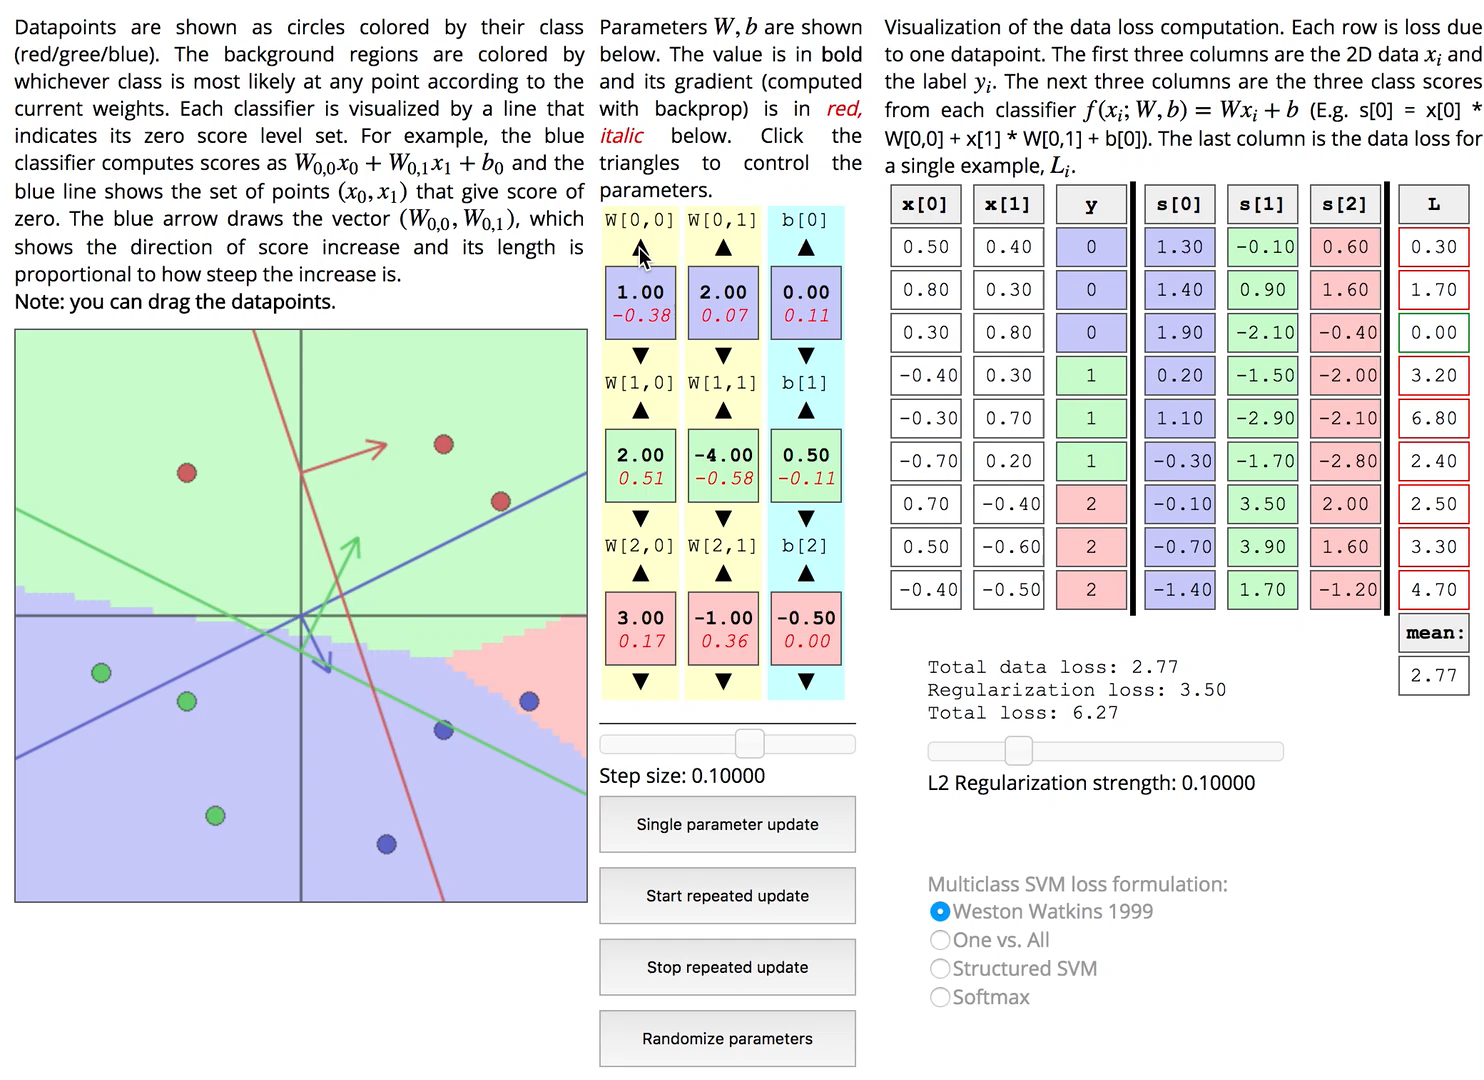 Datapoints are shown as circles colored by their class
(red/gree/blue). The background regions are colored by
whichever class is most likely at any point according to the
current weights. Each classifier is visualized by a line that
indicates its zero score level set. For example, the blue
classifier computes scores as W0,0x0 + W0,1x1 + b0 and the
blue line shows the set of points (x0, x1) that give score of
zero. The blue arrow draws the vector (W0,0, W0,1), which
shows the direction of score increase and its length is
proportional to how steep the increase is.
Note: you can drag the datapoints.
Parameters W, b are shown
below. The value is in bold
and its gradient (computed
with backprop) is in red,
italic below. Click the
triangles to control the
parameters.
W[0,0] W[0,1] b[0]
1.00 2.00 0.00
-0.38 0.07 0.11
W[1,0] W[1,1] b[1]
2.00 -4.00 0.50
0.51 -0.58 -0.11
W[2,0] W[2,1] b[2]
3.00 -1.00 -0.50
0.17 0.36 0.00
Step size: 0.10000
Single parameter update
Start repeated update
Stop repeated update
Randomize parameters
Visualization of the data loss computation. Each row is loss due
to one datapoint. The first three columns are the 2D data xi and
the label yi. The next three columns are the three class scores
from each classifier f(xi; W, b) = Wxi + b (E.g. s[0] = x[0] *
W[0,0] + x[1] * W[0,1] + b[0]). The last column is the data loss for
a single example, Li.
x[0] x[1] y s[0] s[1] s[2] L
0.50 0.40 0 1.30 -0.10 0.60 0.30
0.80 0.30 0 1.40 0.90 1.60 1.70
0.30 0.80 0 1.90 -2.10 -0.40 0.00
-0.40 0.30 1 0.20 -1.50 -2.00 3.20
-0.30 0.70 1 1.10 -2.90 -2.10 6.80
-0.70 0.20 1 -0.30 -1.70 -2.80 2.40
0.70 -0.40 2 -0.10 3.50 2.00 2.50
0.50 -0.60 2 -0.70 3.90 1.60 3.30
-0.40 -0.50 2 -1.40 1.70 -1.20 4.70
mean:
2.77
Total data loss: 2.77
Regularization loss: 3.50
Total loss: 6.27
L2 Regularization strength: 0.10000
Multiclass SVM loss formulation:
Weston Watkins 1999
One vs. All
Structured SVM
Softmax